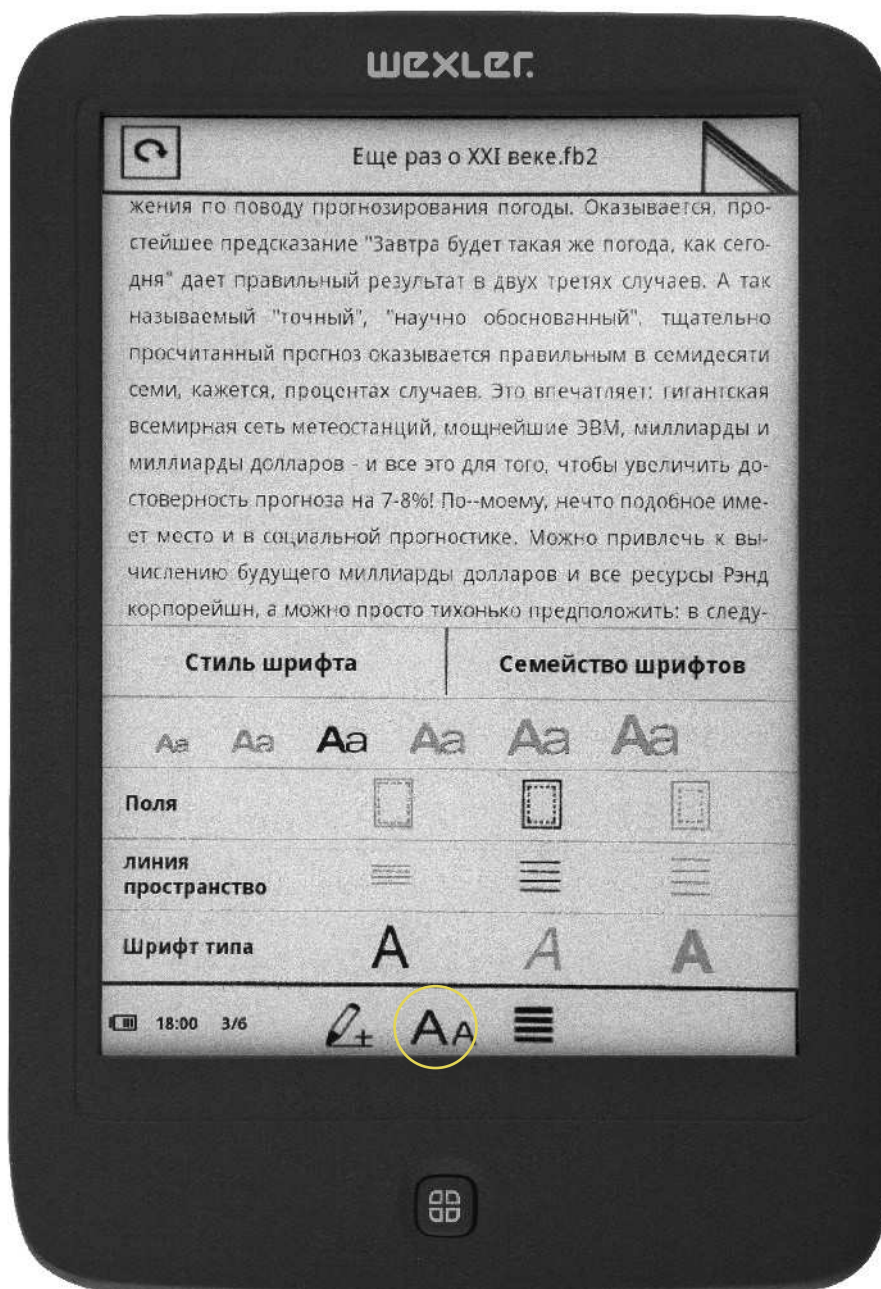 wexler.
Еще раз о XXI веке.fb2
жения по поводу прогнозирования погоды. Оказывается, про-
стейшее предсказание "Завтра будет такая же погода, как сего-
дня" дает правильный результат в двух третях случаев. А так
называемый "точный", "научно обоснованный", тщательно
просчитанный прогноз оказывается правильным в семидесяти
семи, кажется, процентах случаев. Это впечатляет: гигантская
всемирная сеть метеостанций, мощнейшие ЭВМ, миллиарды и
миллиарды долларов - и все это для того, чтобы увеличить до-
стоверность прогноза на 7-8%! По--моему, нечто подобное име-
ет место и в социальной прогностике. Можно привлечь к вы-
числению будущего миллиарды долларов и все ресурсы Рэнд
корпорейшн, а можно просто тихонько предположить: в следу-
Стиль шрифта Семейство шрифтов
Aa Aa Aa Aa Aa Aa
Поля
линия
пространство
Шрифт типа A A A
18:00 3/6 AA